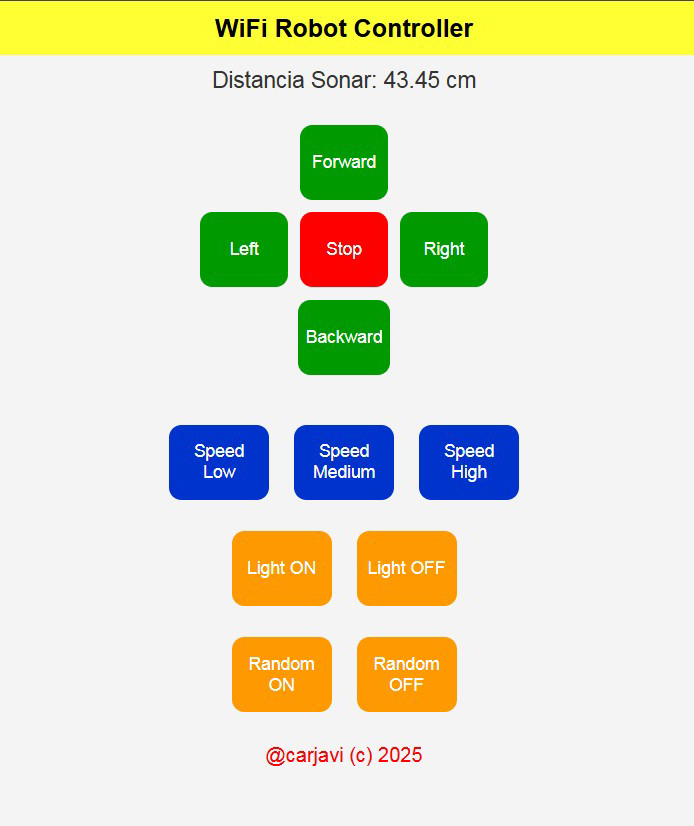 WiFi Robot Controller
Distancia Sonar: 43.45 cm
Forward
Left
Stop
Right
Backward
Speed
Low
Speed
Medium
Speed
High
Light ON
Light OFF
Random
ON
Random
OFF
@carjavi (c) 2025